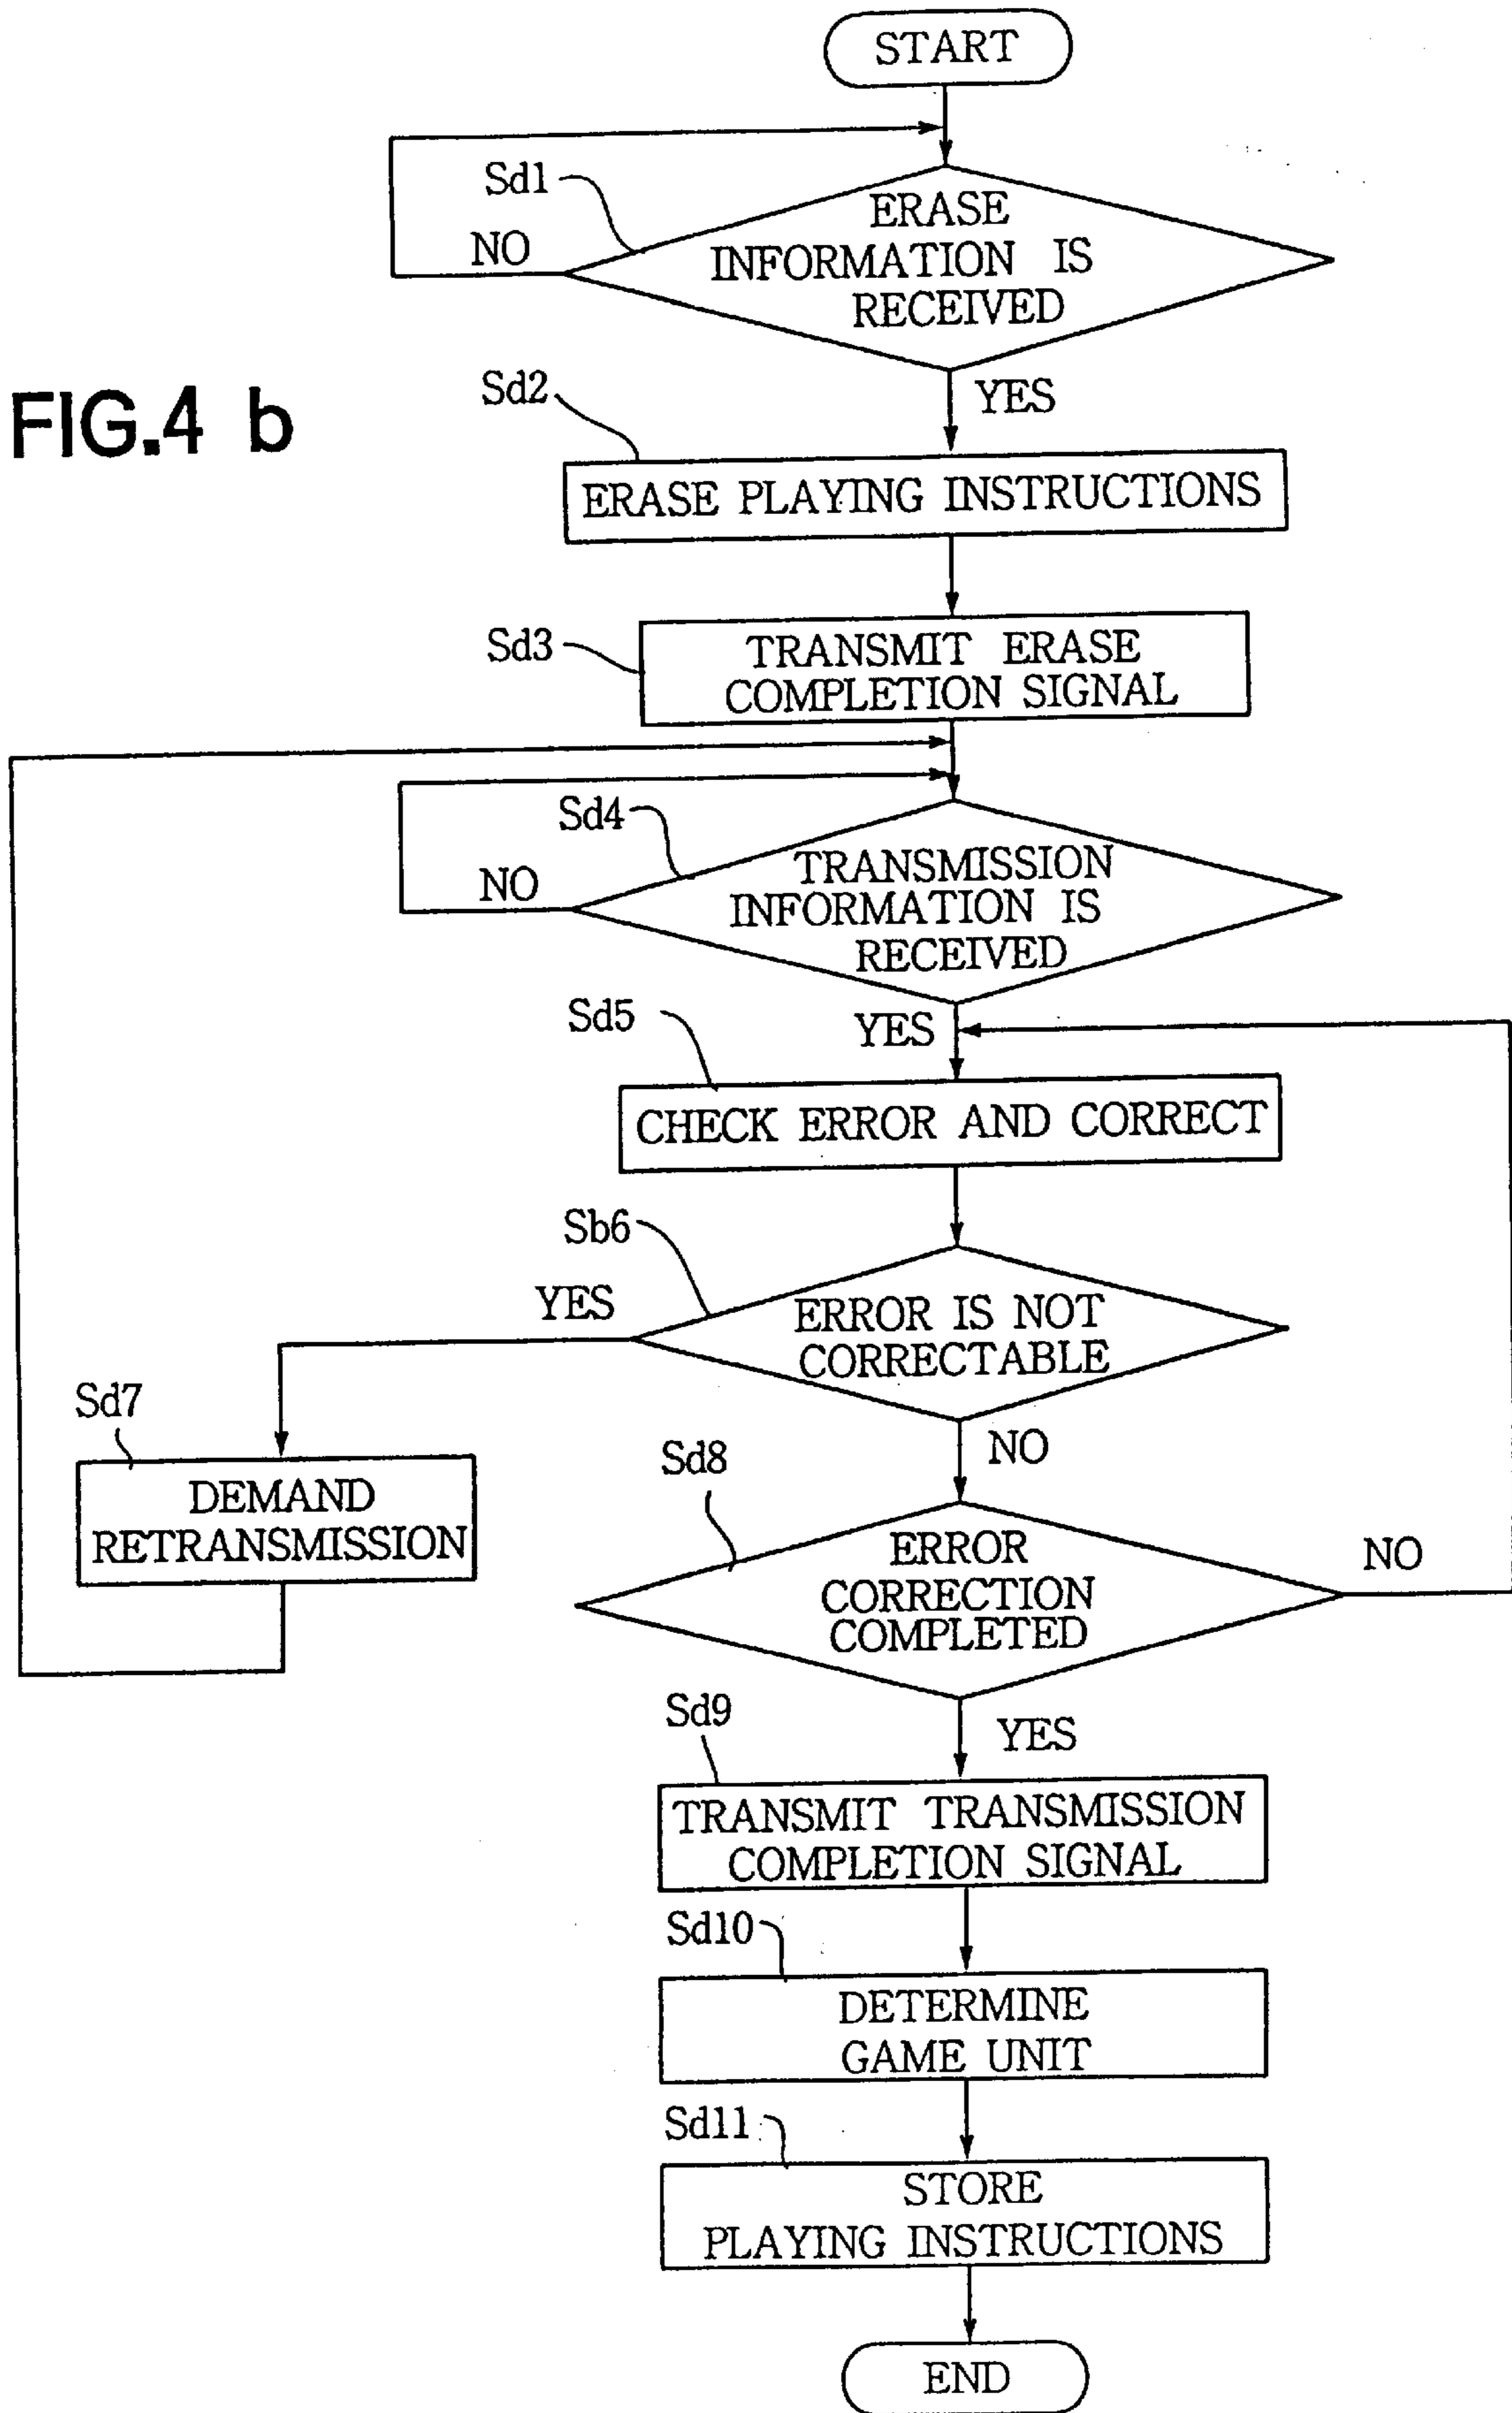 START
Sd1
ERASE
INFORMATION IS
RECEIVED
NO
YES
FIG.4 b
Sd2
ERASE PLAYING INSTRUCTIONS
Sd3
TRANSMIT ERASE
COMPLETION SIGNAL
Sd4
TRANSMISSION
INFORMATION IS
RECEIVED
NO
YES
Sd5
CHECK ERROR AND CORRECT
Sb6
YES
ERROR IS NOT
CORRECTABLE
NO
Sd7
DEMAND
RETRANSMISSION
Sd8
ERROR
CORRECTION
COMPLETED
NO
YES
Sd9
TRANSMIT TRANSMISSION
COMPLETION SIGNAL
Sd10
DETERMINE
GAME UNIT
Sd11
STORE
PLAYING INSTRUCTIONS
END